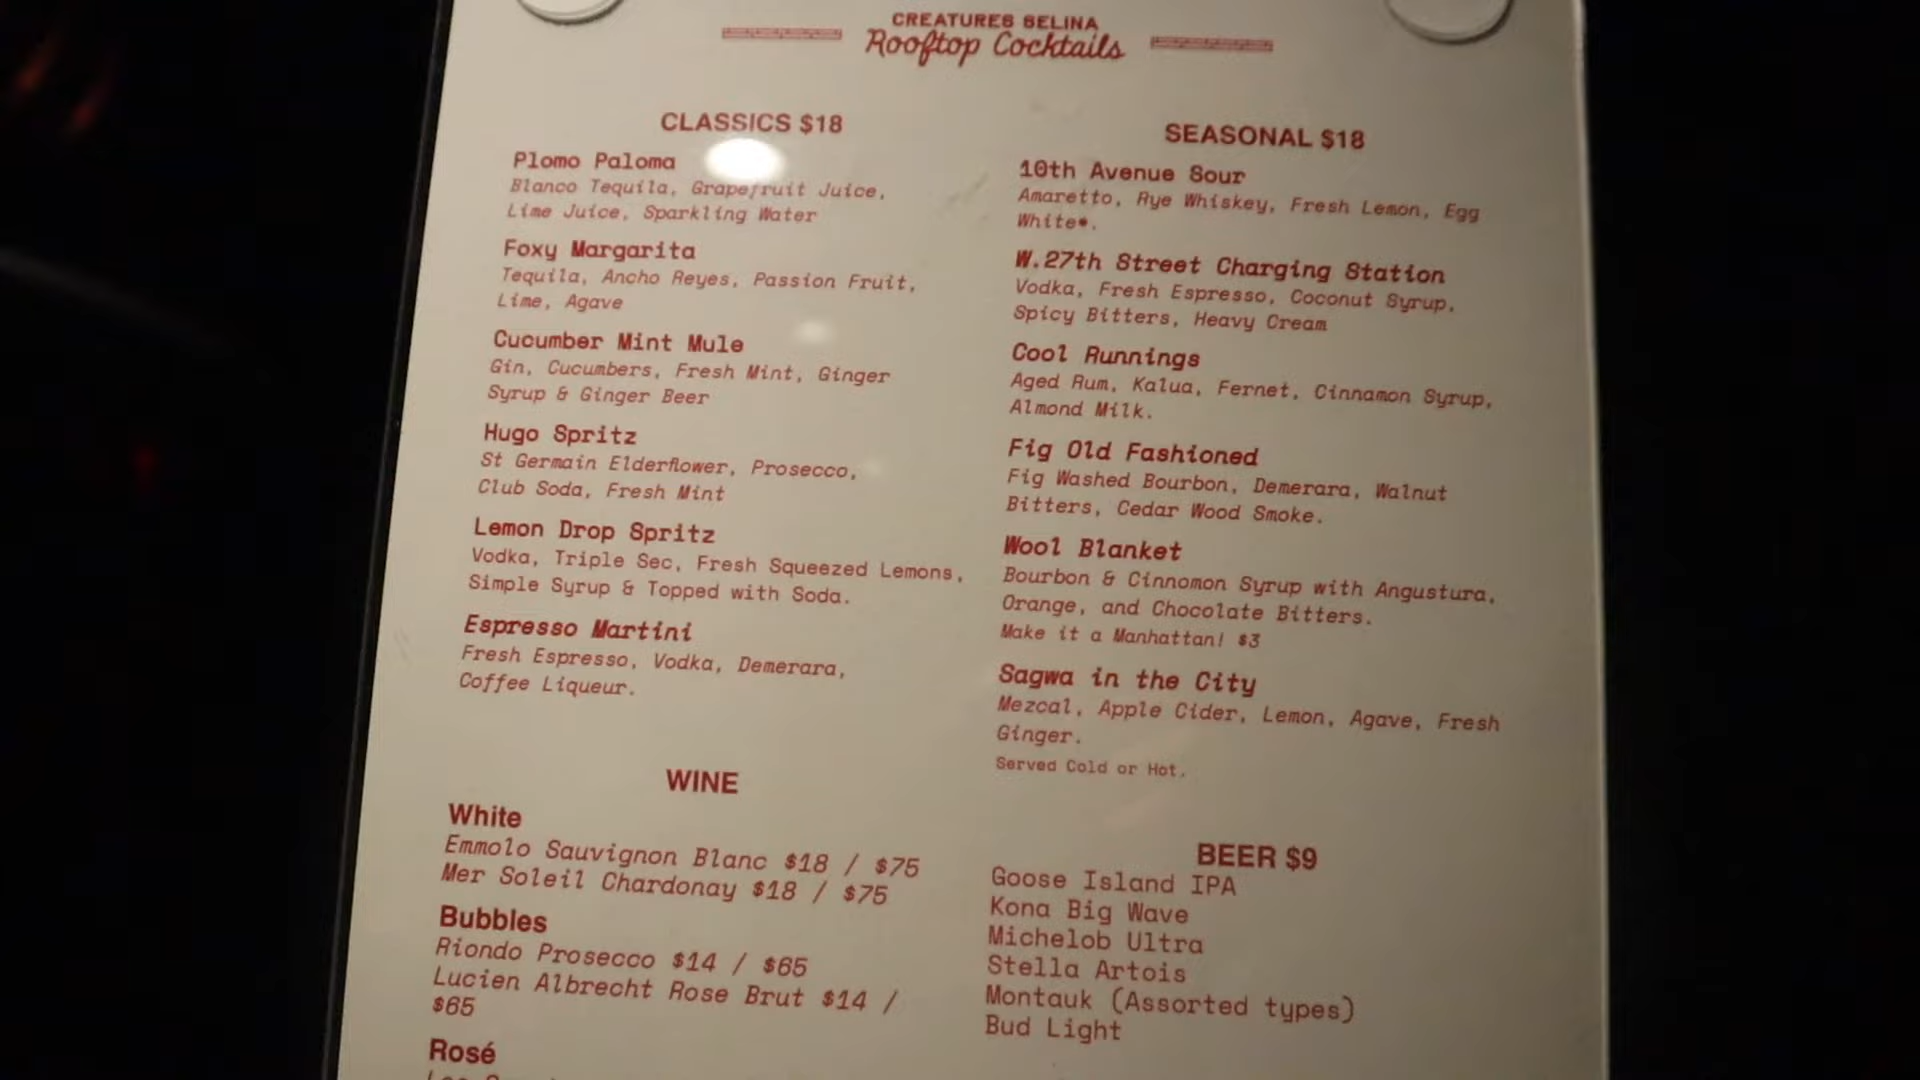 CREATURES SELINA
Rooftop Cocktails
CLASSICS $18
Plomo Paloma
Blanco Tequila, Grapefruit Juice,
Lime Juice, Sparkling Water
Foxy Margarita
Tequila, Ancho Reyes, Passion Fruit,
Lime, Agave
Cucumber Mint Mule
Gin, Cucumbers, Fresh Mint, Ginger
Syrup & Ginger Beer
Hugo Spritz
St Germain Elderflower, Prosecco,
Club Soda, Fresh Mint
Lemon Drop Spritz
Vodka, Triple Sec, Fresh Squeezed Lemons,
Simple Syrup & Topped with Soda.
Espresso Martini
Fresh Espresso, Vodka, Demerara,
Coffee Liqueur.
WINE
White
Emmolo Sauvignon Blanc $18 / $75
Mer Soleil Chardonay $18 / $75
Bubbles
Riondo Prosecco $14 / $65
Lucien Albrecht Rose Brut $14 /
$65
Rosé
SEASONAL $18
10th Avenue Sour
Amaretto, Rye Whiskey, Fresh Lemon, Egg
White*.
W.27th Street Charging Station
Vodka, Fresh Espresso, Coconut Syrup,
Spicy Bitters, Heavy Cream
Cool Runnings
Aged Rum, Kalua, Fernet, Cinnamon Syrup,
Almond Milk.
Fig Old Fashioned
Fig Washed Bourbon, Demerara, Walnut
Bitters, Cedar Wood Smoke.
Wool Blanket
Bourbon & Cinnomon Syrup with Angustura,
Orange, and Chocolate Bitters.
Make it a Manhattan! $3
Sagwa in the City
Mezcal, Apple Cider, Lemon, Agave, Fresh
Ginger.
Served Cold or Hot.
BEER $9
Goose Island IPA
Kona Big Wave
Michelob Ultra
Stella Artois
Montauk (Assorted types)
Bud Light